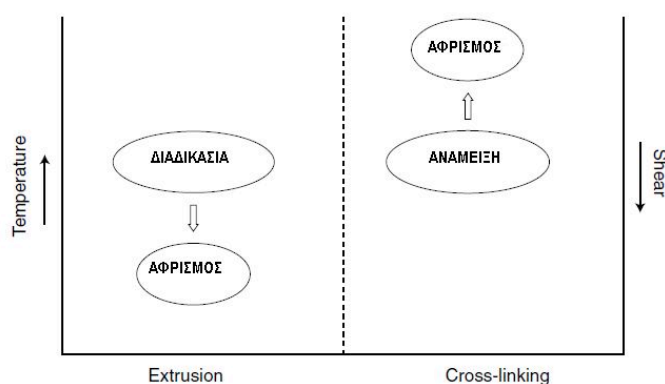 ΑΦΡΙΣΜΟΣ
ΔΙΑΔΙΚΑΣΙΑ
ΑΝΑΜΕΙΞΗ
ΑΦΡΙΣΜΟΣ
Temperature
Shear
Extrusion
Cross-linking